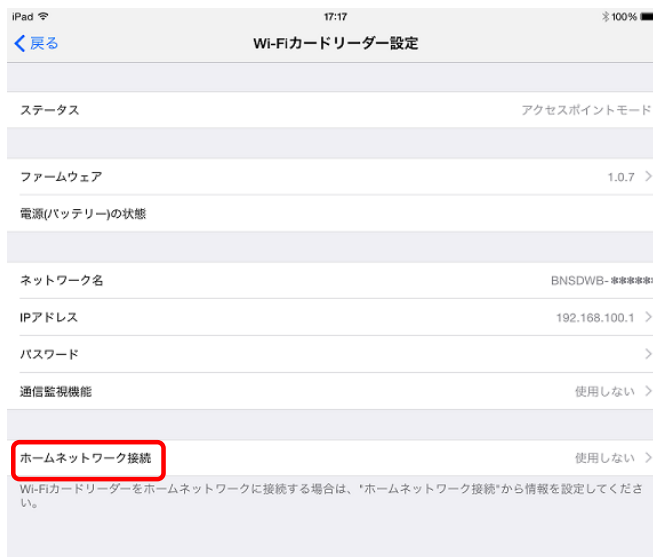 iPad 17:17 100%
戻る Wi-Fiカードリーダー設定
ステータス アクセスポイントモード
ファームウェア 1.0.7
電源(バッテリー)の状態
ネットワーク名 BNSDWB-*****
IPアドレス 192.168.100.1
パスワード
通信監視機能 使用しない
ホームネットワーク接続 使用しない
Wi-Fiカードリーダーをホームネットワークに接続する場合は、"ホームネットワーク接続"から情報を設定してくださ
い。